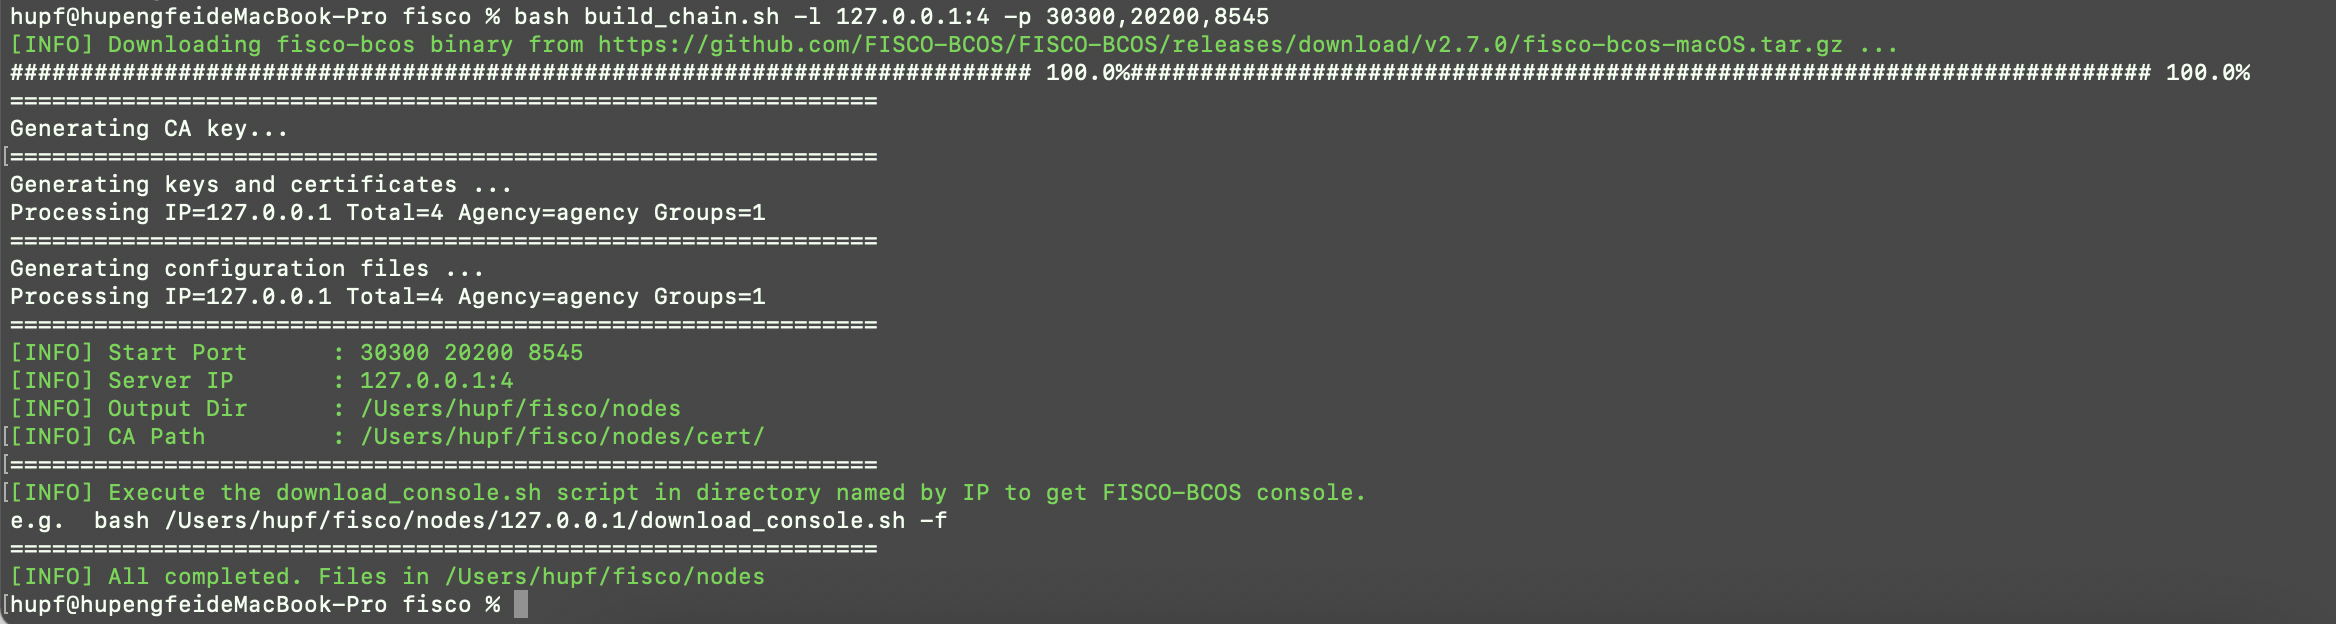 hupf@hupengfeideMacBook-Pro fisco % bash build_chain.sh -l 127.0.0.1:4 -p 30300,20200,8545
[INFO] Downloading fisco-bcos binary from https://github.com/FISCO-BCOS/FISCO-BCOS/releases/download/v2.7.0/fisco-bcos-macOS.tar.gz ...
######################################################################### 100.0%######################################################################### 100.0%
==============================================================
Generating CA key...
[==============================================================
Generating keys and certificates ...
Processing IP=127.0.0.1 Total=4 Agency=agency Groups=1
==============================================================
Generating configuration files ...
Processing IP=127.0.0.1 Total=4 Agency=agency Groups=1
==============================================================
[INFO] Start Port      : 30300 20200 8545
[INFO] Server IP       : 127.0.0.1:4
[INFO] Output Dir      : /Users/hupf/fisco/nodes
[[INFO] CA Path         : /Users/hupf/fisco/nodes/cert/
[==============================================================
[[INFO] Execute the download_console.sh script in directory named by IP to get FISCO-BCOS console.
e.g.  bash /Users/hupf/fisco/nodes/127.0.0.1/download_console.sh -f
==============================================================
[INFO] All completed. Files in /Users/hupf/fisco/nodes
[hupf@hupengfeideMacBook-Pro fisco %